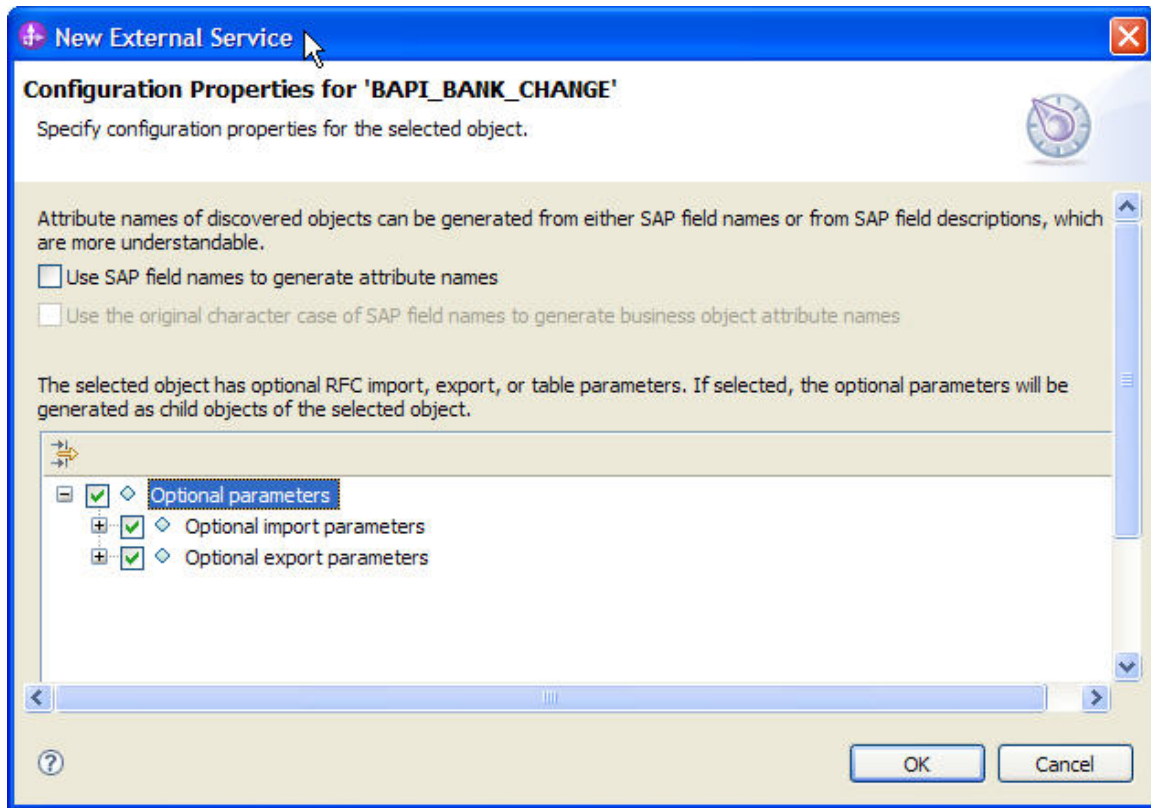 New External Service
Configuration Properties for 'BAPI_BANK_CHANGE'
Specify configuration properties for the selected object.
Attribute names of discovered objects can be generated from either SAP field names or from SAP field descriptions, which
are more understandable.
Use SAP field names to generate attribute names
Use the original character case of SAP field names to generate business object attribute names
The selected object has optional RFC import, export, or table parameters. If selected, the optional parameters will be
generated as child objects of the selected object.
Optional parameters
Optional import parameters
Optional export parameters
OK
Cancel